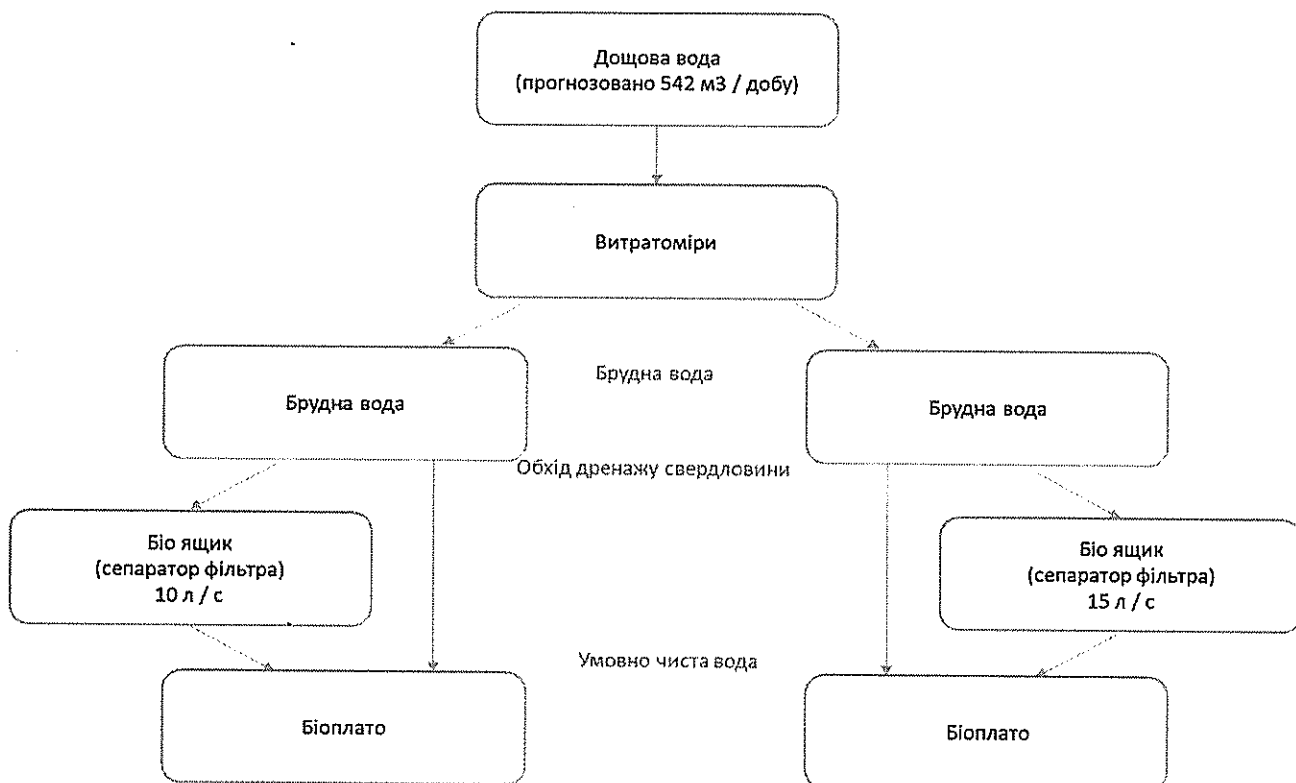 Дощова вода
(прогнозовано 542 м3 / добу)
Витратоміри
Брудна вода
Брудна вода
Брудна вода
Обхід дренажу свердловини
Біо ящик
(сепаратор фільтра)
10 л / с
Біо ящик
(сепаратор фільтра)
15 л / с
Умовно чиста вода
Біоплато
Біоплато